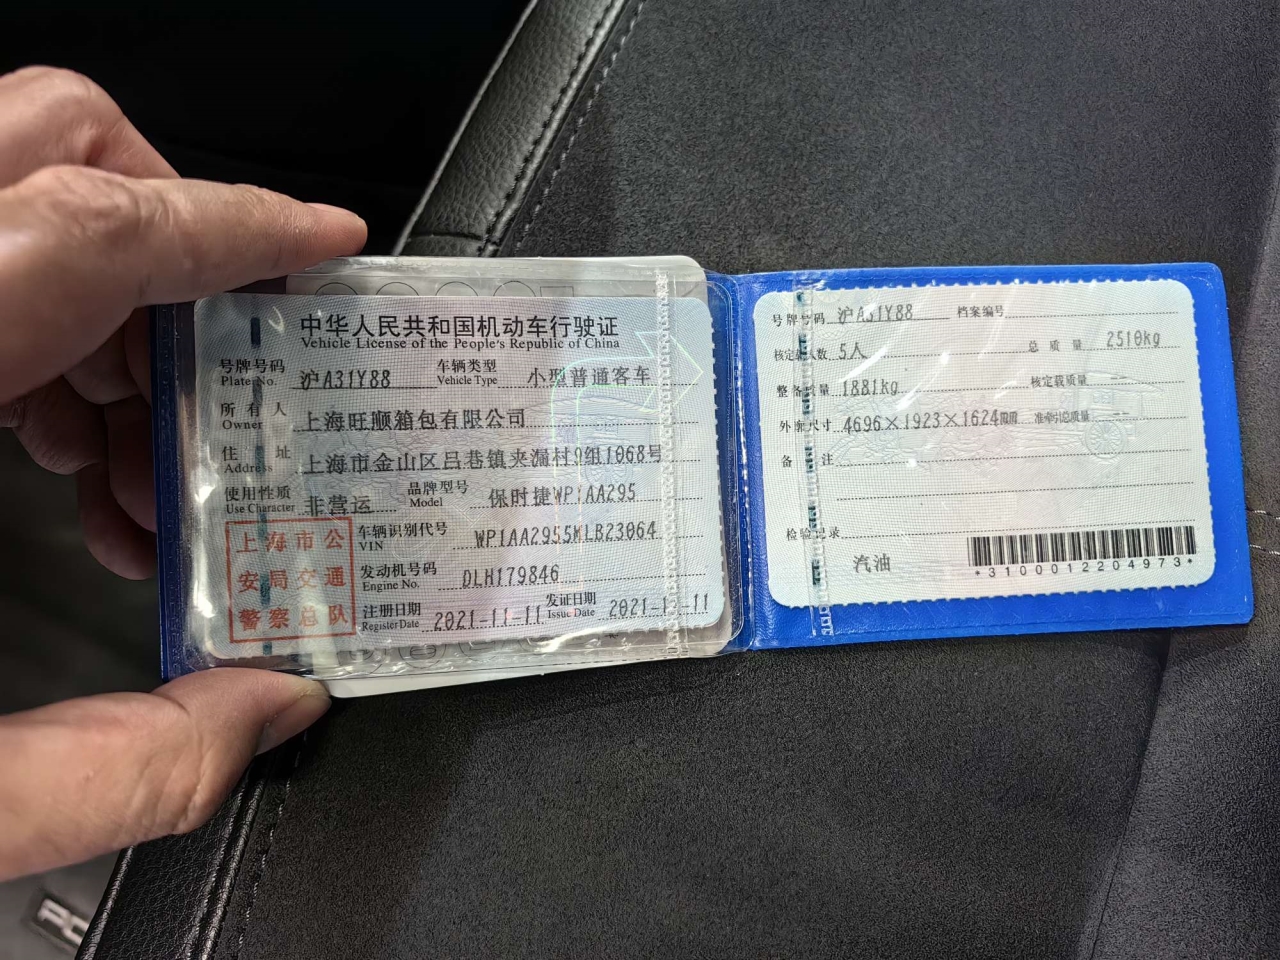 中华人民共和国机动车行驶证
Vehicle License of the People's Republic of China
号牌号码 沪A31Y88 车辆类型 小型普通客车
Plate No. Vehicle Type
所有人 上海旺顺箱包有限公司
Owner
住址 上海市金山区吕巷镇夹漏村9组1068号
Address
使用性质 非营运 品牌型号 保时捷WP1AA295
Use Character Model
上海市公
安局交通
警察总队
车辆识别代号 WP1AA2955MLB23064
VIN
发动机号码 DLH179846
Engine No.
注册日期 2021-11-11 发证日期 2021-11-11
Register Date Issue Date
号牌号码 沪A31Y88 档案编号
核定载人数 5人 总质量 2510kg
整备质量 1881kg 核定载质量 --
外廓尺寸 4696×1923×1624mm 准牵引总质量 --
备注
检验记录
汽油
*3100012204973*